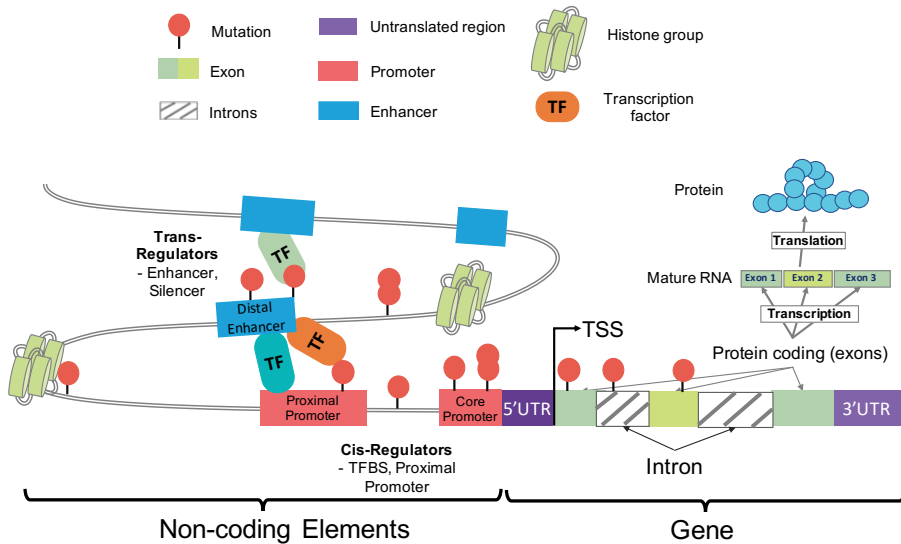 Mutation
Untranslated region
Histone group
Exon
Promoter
Introns
Enhancer
TF
Transcription
factor
Protein
Trans-
Regulators
- Enhancer,
Silencer
TF
Translation
Mature RNA
Exon 1
Exon 2
Exon 3
Distal
Enhancer
Transcription
TF
TF
TSS
Protein coding (exons)
Proximal
Promoter
Core
Promoter
5’UTR
3’UTR
Cis-Regulators
- TFBS, Proximal
Promoter
Intron
Non-coding Elements
Gene